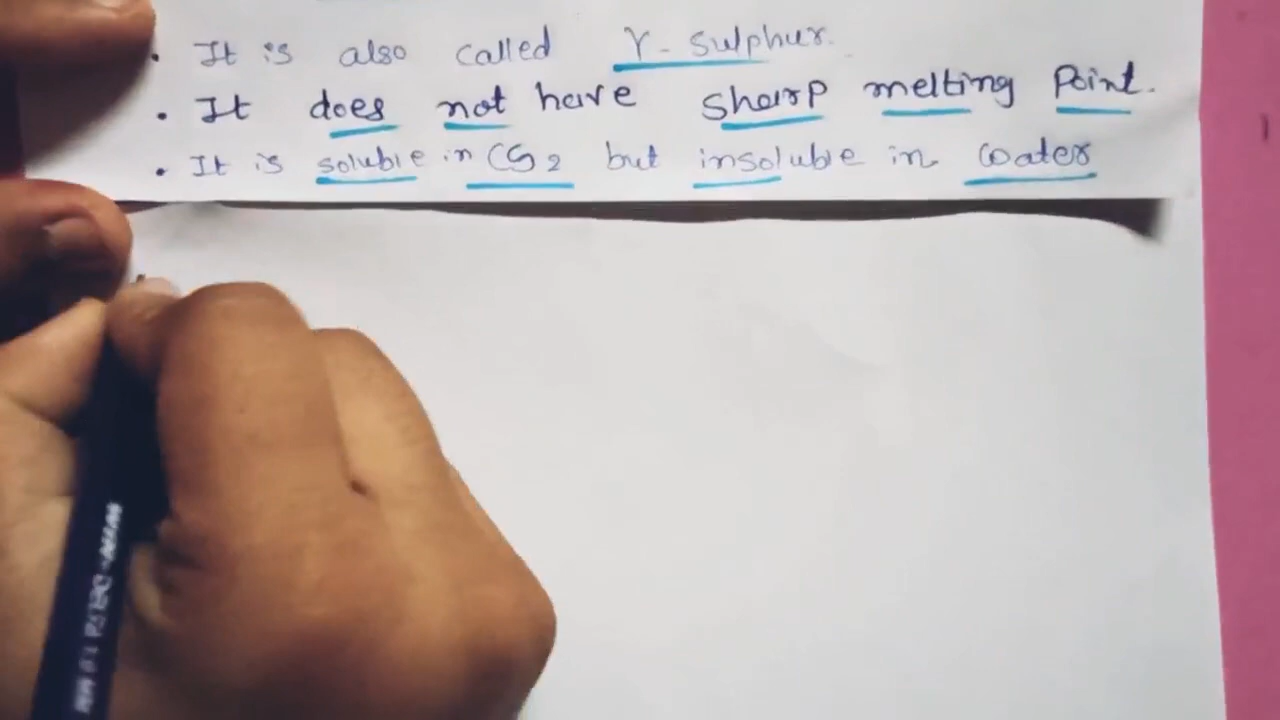 • It is also called γ- sulphur.
• It does not have sharp melting Point.
• It is soluble in CS2 but insoluble in water